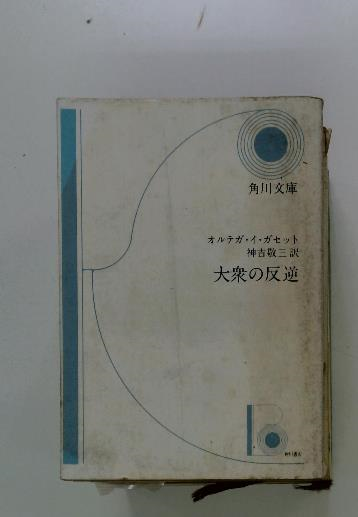 角川文庫
オルテガ・イ・ガセット
神吉敬三訳
大衆の反逆